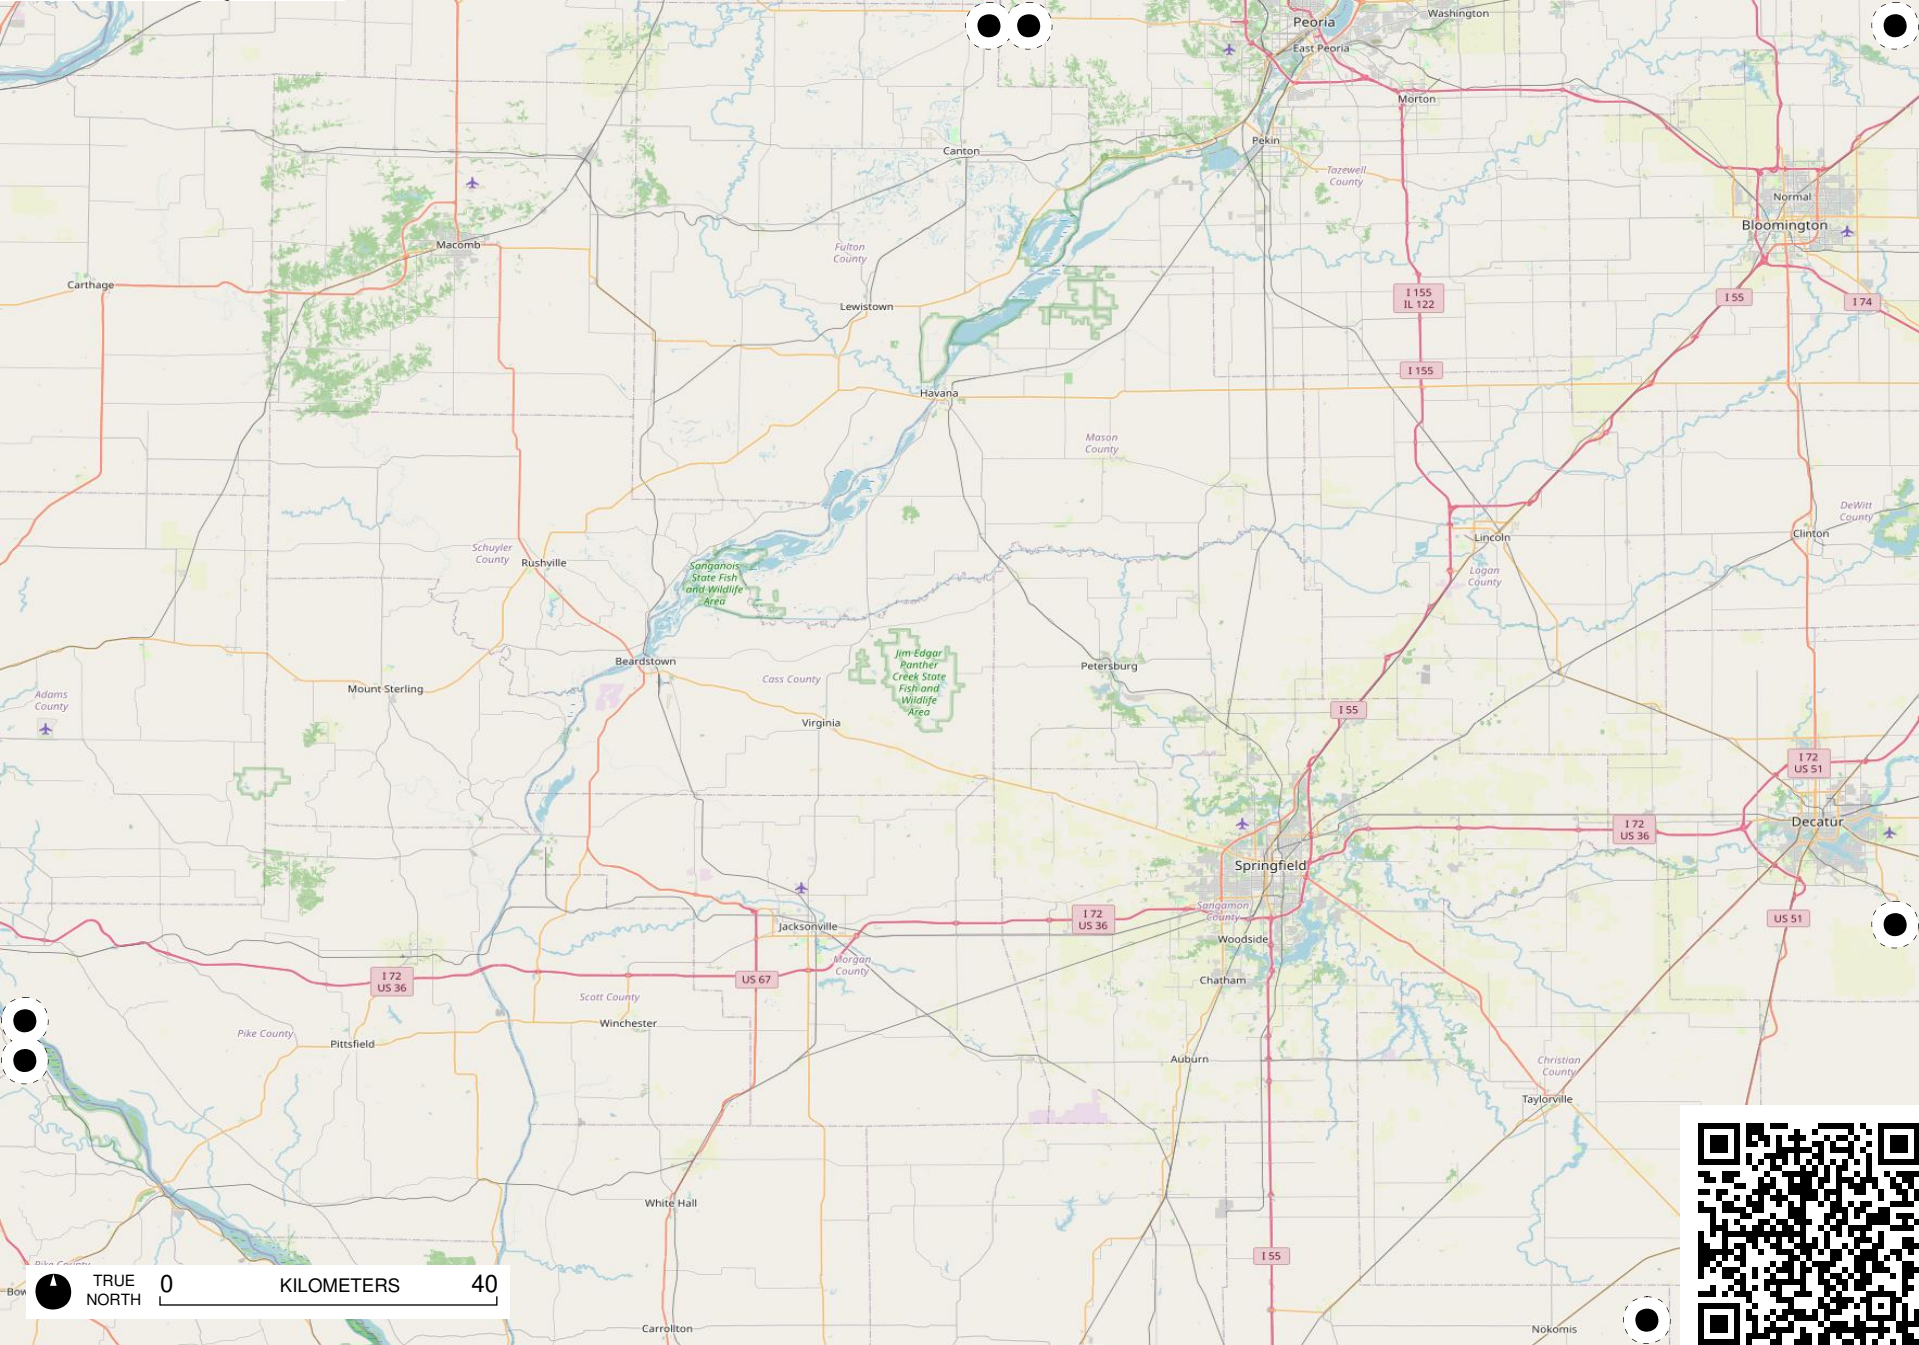 Peoria
Washington
East Peoria
Morton
Canton
Pekin
Tazewell
County
Normal
Bloomington
Macomb
Fulton
County
Carthage
Lewistown
I 155
IL 122
I 55
I 74
I 155
Havana
Mason
County
DeWitt
County
Clinton
Lincoln
Schuyler
County
Rushville
Sanganois
State Fish
and Wildlife
Area
Logan
County
Beardstown
Jim Edgar
Panther
Creek State
Fish and
Wildlife
Area
Petersburg
Cass County
Mount Sterling
Adams
County
Virginia
I 55
I 72
US 51
Decatur
I 72
US 36
Springfield
Sangamon
County
I 72
US 36
US 51
Jacksonville
Woodside
Morgan
County
I 72
US 36
US 67
Chatham
Scott County
Winchester
Pike County
Pittsfield
Auburn
Christian
County
Taylorville
White Hall
I 55
Pike County
Bow
TRUE
NORTH
0 KILOMETERS 40
Carrollton
Nokomis